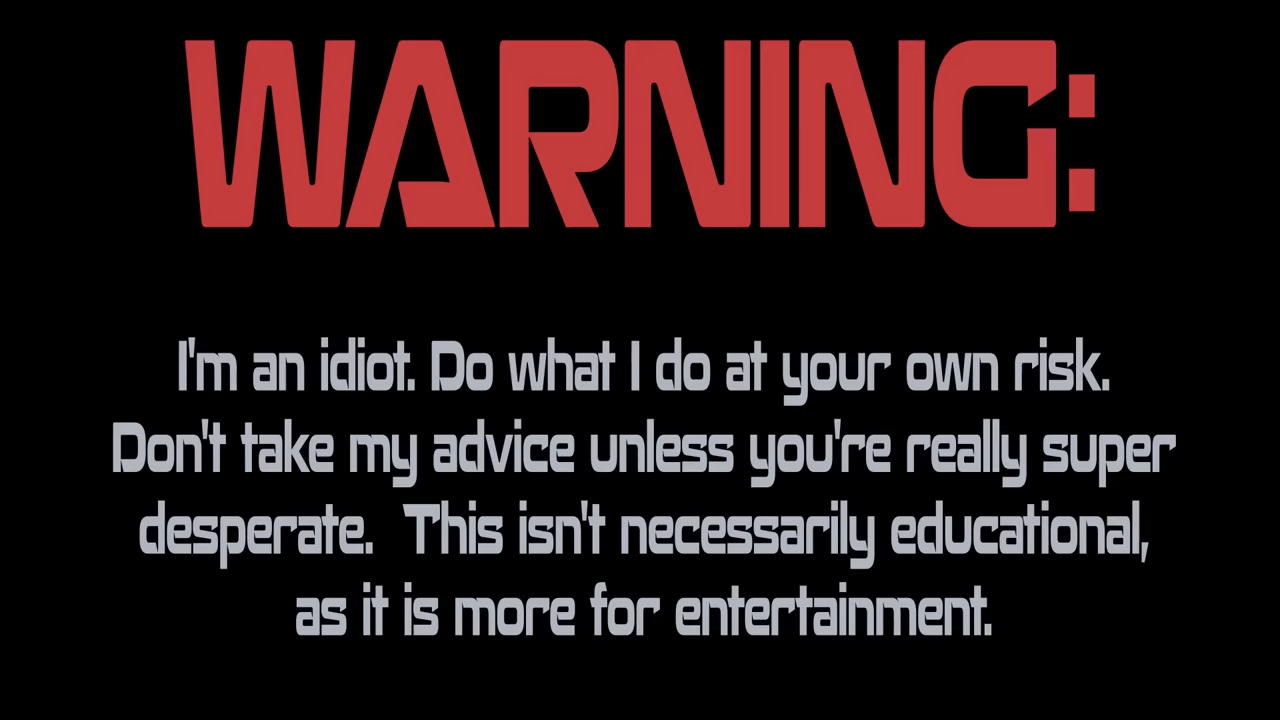 WARNING:
I'm an idiot. Do what I do at your own risk.
Don't take my advice unless you're really super
desperate.  This isn't necessarily educational,
as it is more for entertainment.